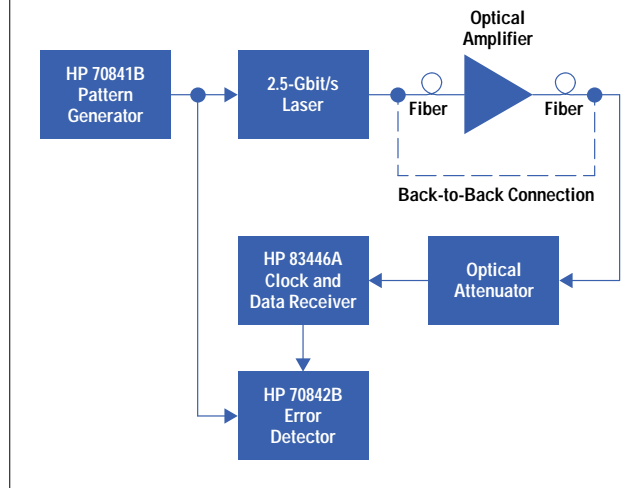 Optical
Amplifier
HP 70841B
Pattern
Generator
2.5-Gbit/s
Laser
Fiber
Fiber
Back-to-Back Connection
HP 83446A
Clock and
Data Receiver
Optical
Attenuator
HP 70842B
Error
Detector